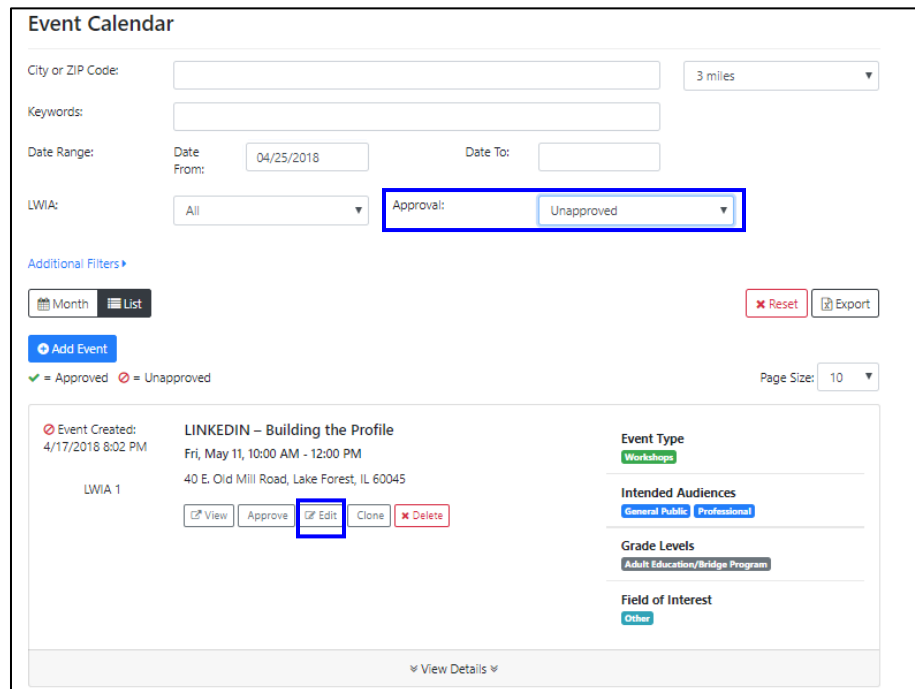 Event Calendar
City or ZIP Code:
3 miles
Keywords:
Date Range:
Date From:
04/25/2018
Date To:
LWIA:
All
Approval:
Unapproved
Additional Filters
Month
List
Reset
Export
Add Event
= Approved = Unapproved
Page Size: 10
Event Created:
4/17/2018 8:02 PM
LWIA 1
LINKEDIN – Building the Profile
Fri, May 11, 10:00 AM - 12:00 PM
40 E. Old Mill Road, Lake Forest, IL 60045
View
Approve
Edit
Clone
Delete
Event Type
Workshops
Intended Audiences
General Public
Professional
Grade Levels
Adult Education/Bridge Program
Field of Interest
Other
View Details